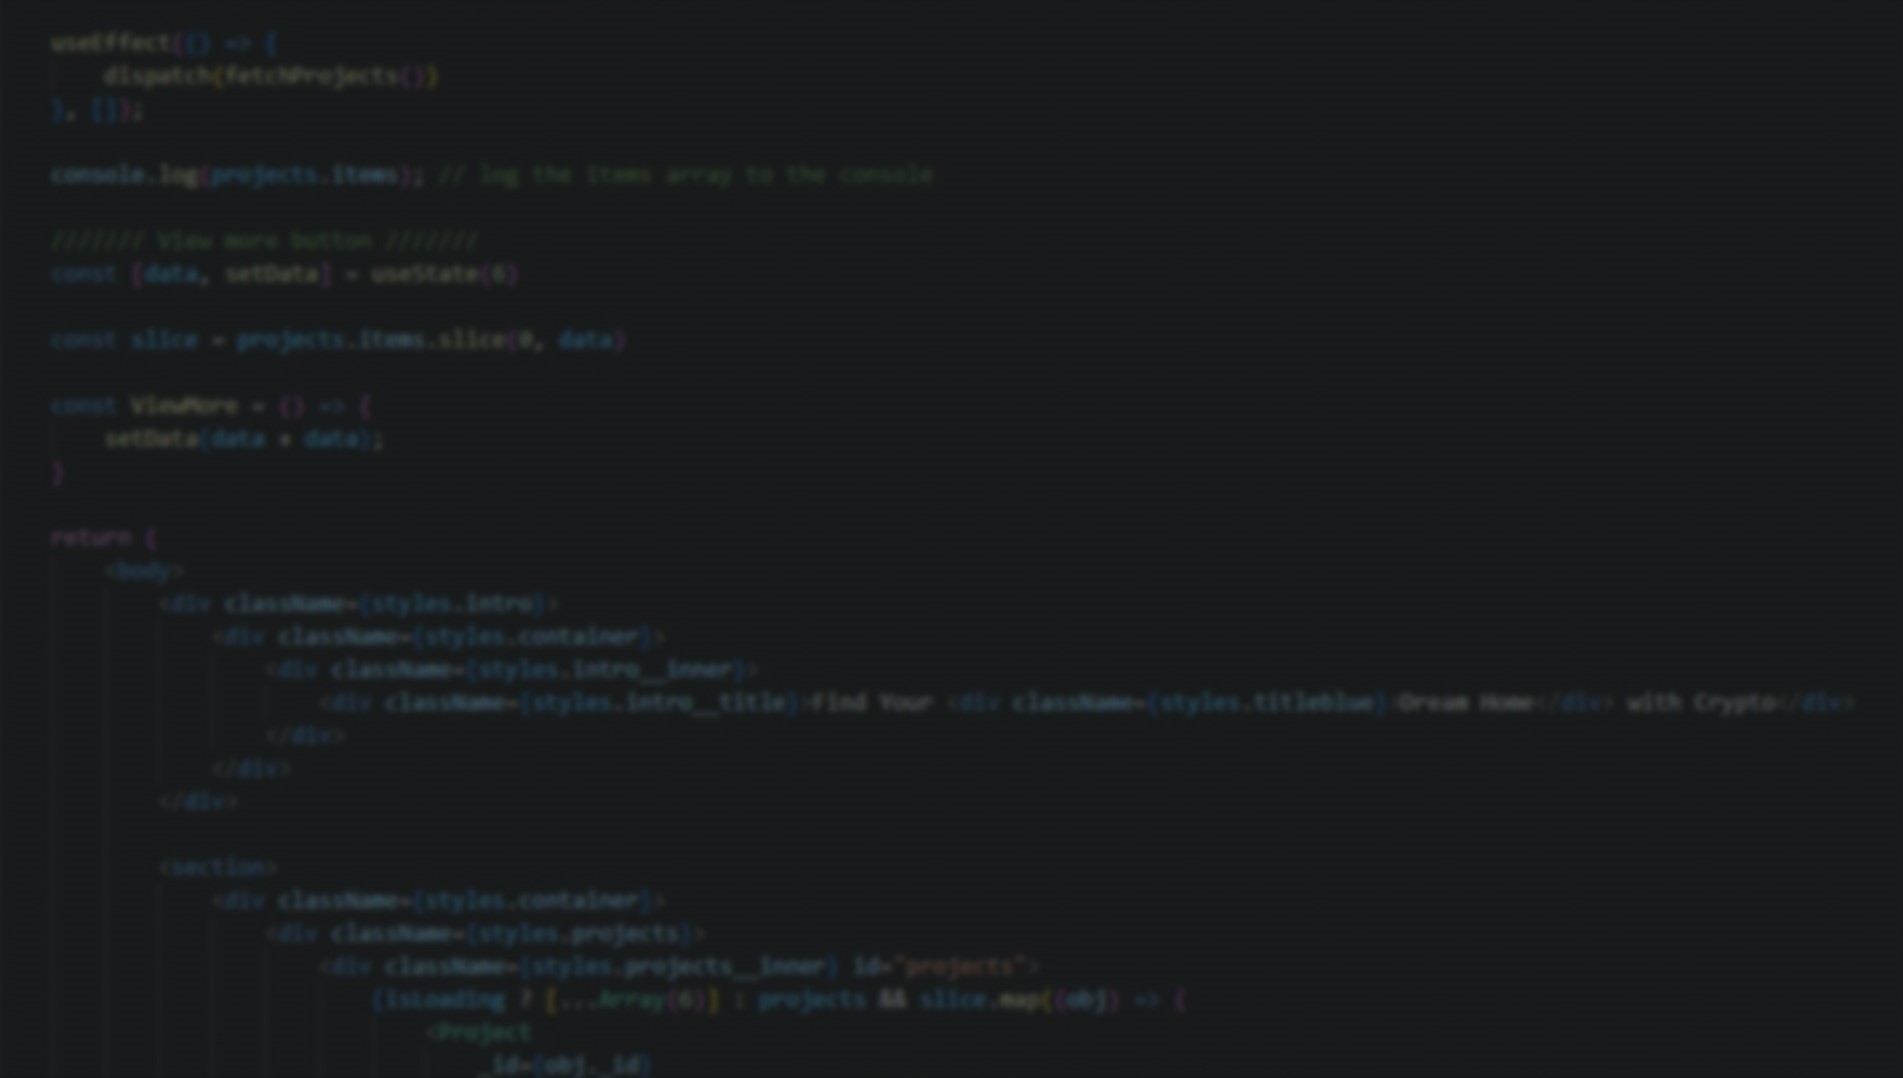 useEffect(() => {
    dispatch(fetchProjects())
}, []);
console.log(projects.items); // log the items array to the console
/////// View more button ///////
const [data, setData] = useState(6)
const slice = projects.items.slice(0, data)
const ViewMore = () => {
    setData(data + data);
}
return (
    <body>
        <div className={styles.intro}>
            <div className={styles.container}>
                <div className={styles.intro__inner}>
                    <div className={styles.intro__title}>Find Your <div className={styles.titleblue}>Dream Home</div> with Crypto</div>
                </div>
            </div>
        </div>
        <section>
            <div className={styles.container}>
                <div className={styles.projects}>
                    <div className={styles.projects__inner} id="projects">
                        {isLoading ? [...Array(6)] : projects && slice.map((obj) => (
                            <Project
                                _id={obj._id}